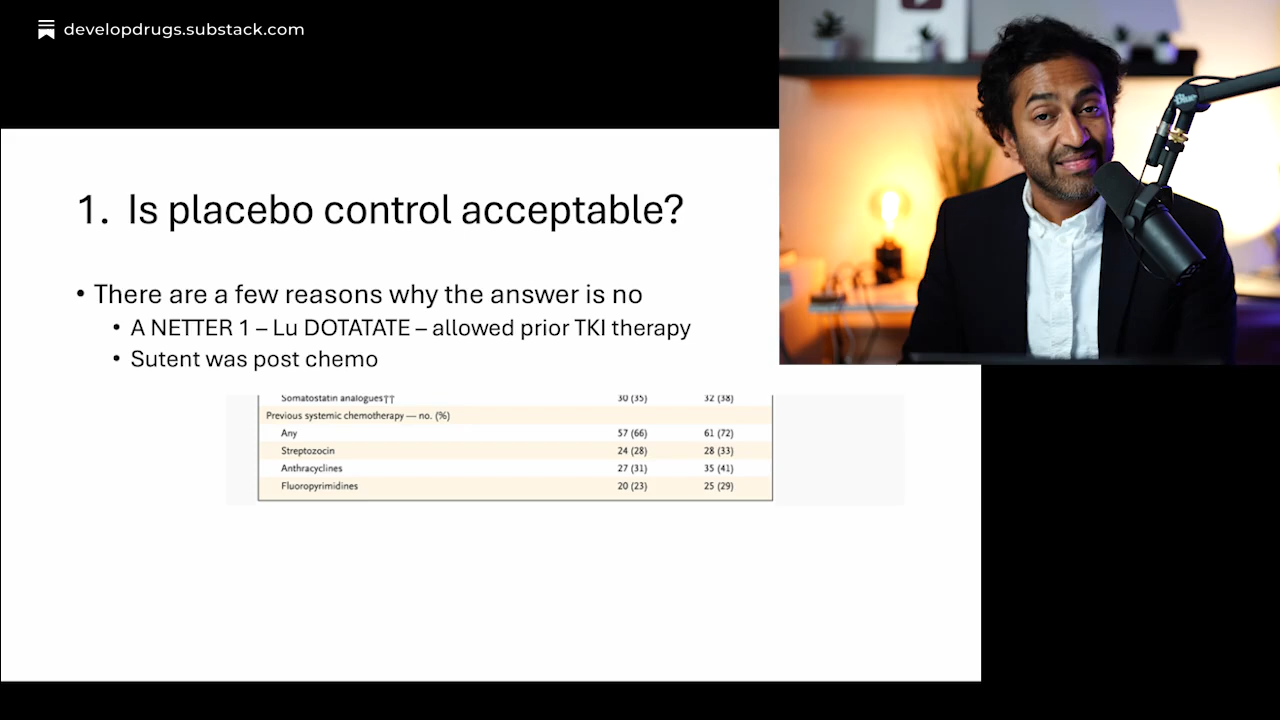 developdrugs.substack.com
1. Is placebo control acceptable?
• There are a few reasons why the answer is no
• A NETTER 1 – Lu DOTATATE – allowed prior TKI therapy
• Sutent was post chemo
Somatostatin analogues†† 30 (35) 32 (38)
Previous systemic chemotherapy — no. (%)
Any 57 (66) 61 (72)
Streptozocin 24 (28) 28 (33)
Anthracyclines 27 (31) 35 (41)
Fluoropyrimidines 20 (23) 25 (29)
Blue